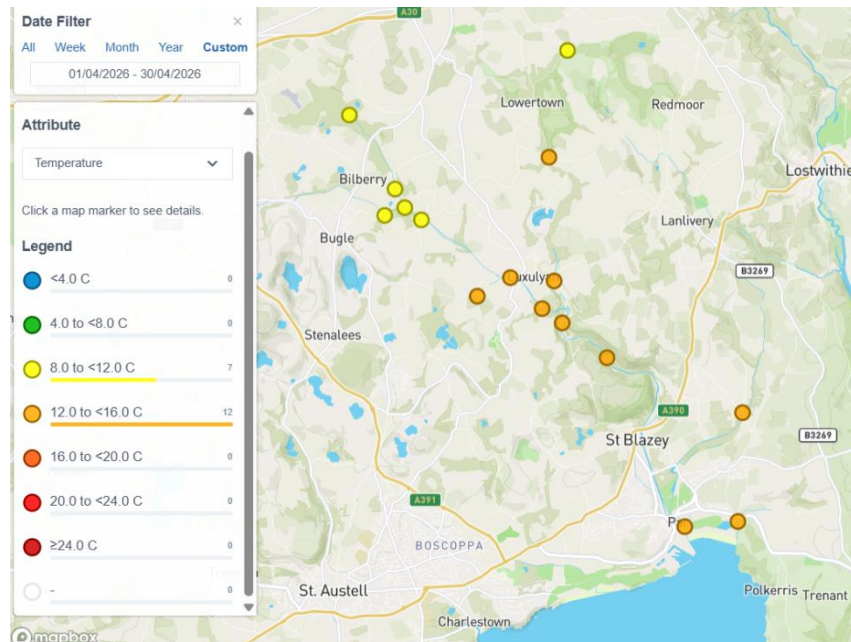 Date Filter ×
All Week Month Year Custom
01/04/2026 - 30/04/2026
Attribute
Temperature
Click a map marker to see details.
Legend
<4.0 C 0
4.0 to <8.0 C 0
8.0 to <12.0 C 7
12.0 to <16.0 C 12
16.0 to <20.0 C 0
20.0 to <24.0 C 0
≥24.0 C 0
- 0
mapbox
A30
Lowertown
Redmoor
Lostwithie
Bilberry
Lanlivery
Bugle
B3269
uxulya
Stenalees
A390
St Blazey
B3269
A391
BOSCOPPA
P
St. Austell
Polkerris
Trenant
Charlestown